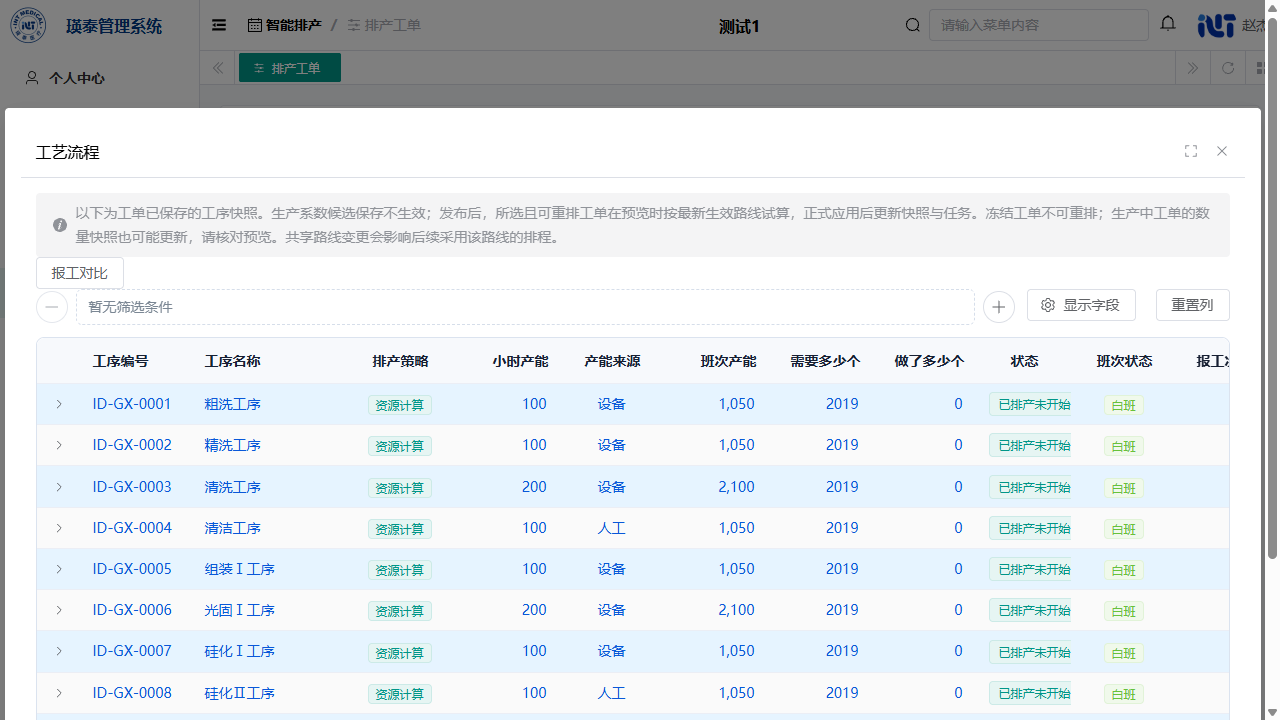 瑛泰管理系统
智能排产 / 排产工单
测试1
请输入菜单内容
个人中心
排产工单
工艺流程
以下为工单已保存的工序快照。生产系数候选保存不生效；发布后，所选且可重排工单在预览时按最新生效路线试算，正式应用后更新快照与任务。冻结工单不可重排；生产中工单的数
量快照也可能更新，请核对预览。共享路线变更会影响后续采用该路线的排程。
报工对比
暂无筛选条件
显示字段
重置列
工序编号 工序名称 排产策略 小时产能 产能来源 班次产能 需要多少个 做了多少个 状态 班次状态 报工
ID-GX-0001 粗洗工序 资源计算 100 设备 1,050 2019 0 已排产未开始 白班
ID-GX-0002 精洗工序 资源计算 100 设备 1,050 2019 0 已排产未开始 白班
ID-GX-0003 清洗工序 资源计算 200 设备 2,100 2019 0 已排产未开始 白班
ID-GX-0004 清洁工序 资源计算 100 人工 1,050 2019 0 已排产未开始 白班
ID-GX-0005 组装Ⅰ工序 资源计算 100 设备 1,050 2019 0 已排产未开始 白班
ID-GX-0006 光固Ⅰ工序 资源计算 200 设备 2,100 2019 0 已排产未开始 白班
ID-GX-0007 硅化Ⅰ工序 资源计算 100 设备 1,050 2019 0 已排产未开始 白班
ID-GX-0008 硅化Ⅱ工序 资源计算 100 人工 1,050 2019 0 已排产未开始 白班